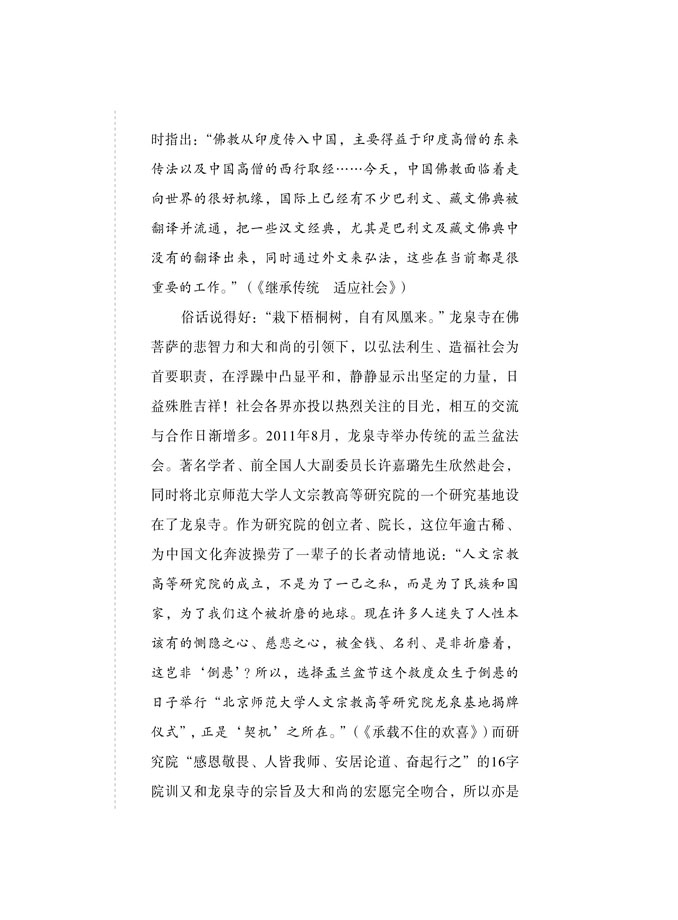 时指出：“佛教从印度传入中国，主要得益于印度高僧的东来
传法以及中国高僧的西行取经……今天，中国佛教面临着走
向世界的很好机缘，国际上已经有不少巴利文、藏文佛典被
翻译并流通，把一些汉文经典，尤其是巴利文及藏文佛典中
没有的翻译出来，同时通过外文来弘法，这些在当前都是很
重要的工作。”（《继承传统　适应社会》）
俗话说得好：“栽下梧桐树，自有凤凰来。”龙泉寺在佛
菩萨的悲智力和大和尚的引领下，以弘法利生、造福社会为
首要职责，在浮躁中凸显平和，静静显示出坚定的力量，日
益殊胜吉祥！社会各界亦投以热烈关注的目光，相互的交流
与合作日渐增多。2011年8月，龙泉寺举办传统的盂兰盆法
会。著名学者、前全国人大副委员长许嘉璐先生欣然赴会，
同时将北京师范大学人文宗教高等研究院的一个研究基地设
在了龙泉寺。作为研究院的创立者、院长，这位年逾古稀、
为中国文化奔波操劳了一辈子的长者动情地说：“人文宗教
高等研究院的成立，不是为了一己之私，而是为了民族和国
家，为了我们这个被折磨的地球。现在许多人迷失了人性本
该有的恻隐之心、慈悲之心，被金钱、名利、是非折磨着，
这岂非‘倒悬’？所以，选择盂兰盆节这个救度众生于倒悬的
日子举行“北京师范大学人文宗教高等研究院龙泉基地揭牌
仪式”，正是‘契机’之所在。”（《承载不住的欢喜》）而研
究院“感恩敬畏、人皆我师、安居论道、奋起行之”的16字
院训又和龙泉寺的宗旨及大和尚的宏愿完全吻合，所以亦是